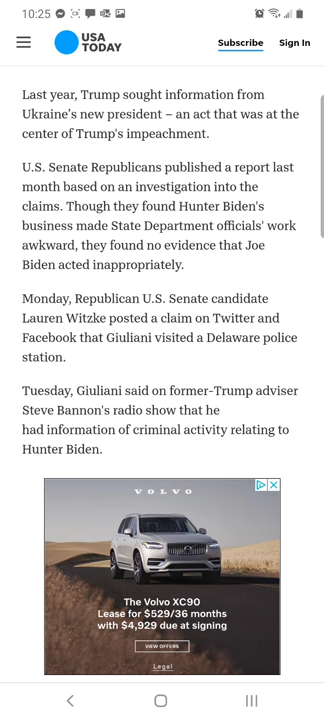 10:25
USA
TODAY
Subscribe
Sign In
Last year, Trump sought information from
Ukraine's new president – an act that was at the
center of Trump's impeachment.
U.S. Senate Republicans published a report last
month based on an investigation into the
claims. Though they found Hunter Biden's
business made State Department officials' work
awkward, they found no evidence that Joe
Biden acted inappropriately.
Monday, Republican U.S. Senate candidate
Lauren Witzke posted a claim on Twitter and
Facebook that Giuliani visited a Delaware police
station.
Tuesday, Giuliani said on former-Trump adviser
Steve Bannon's radio show that he
had information of criminal activity relating to
Hunter Biden.
VOLVO
The Volvo XC90
Lease for $529/36 months
with $4,929 due at signing
VIEW OFFERS
Legal